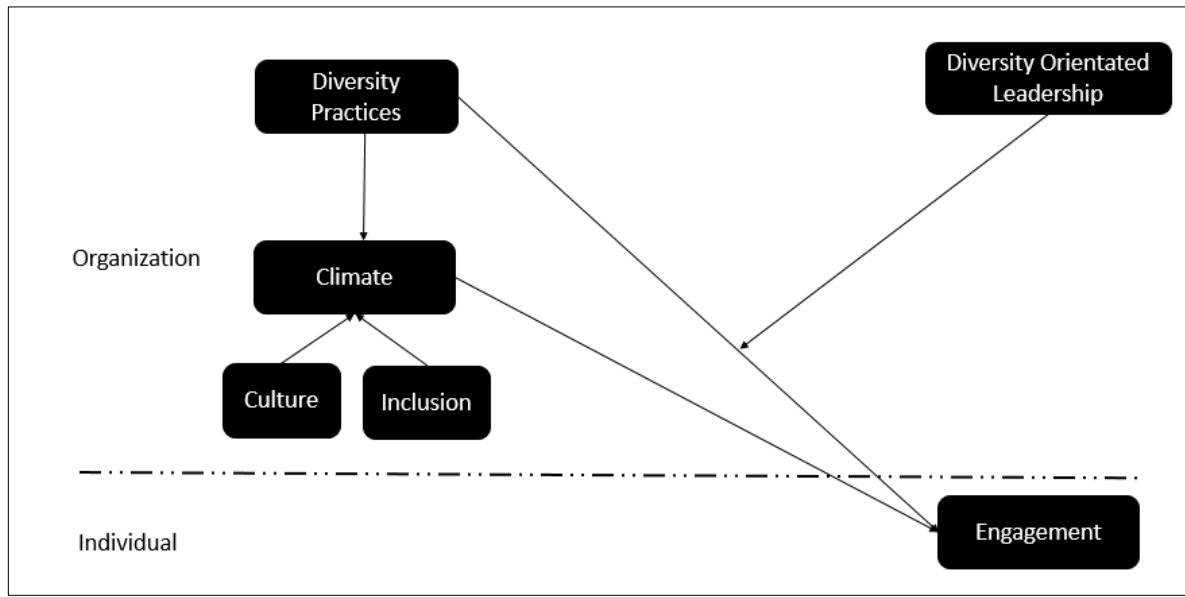 Diversity
Practices
Diversity Orientated
Leadership
Organization
Climate
Culture
Inclusion
Individual
Engagement